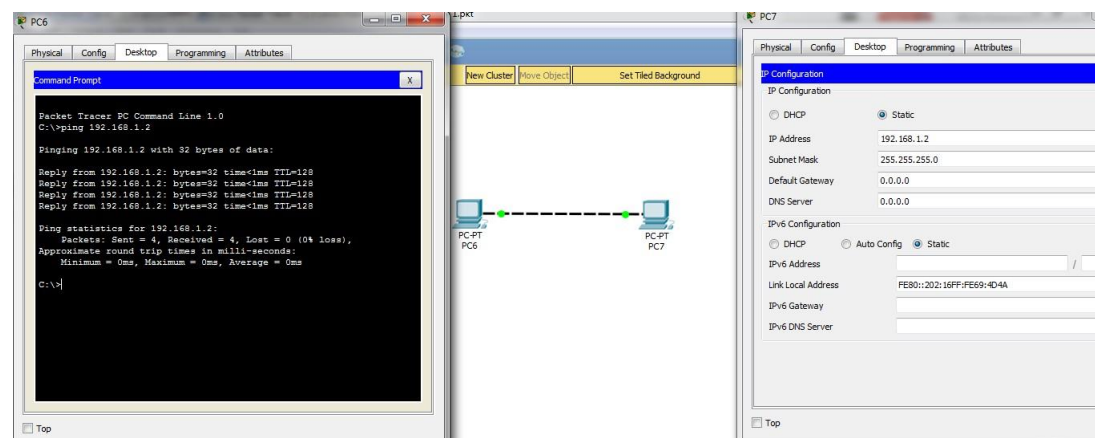 PC6
Physical Config Desktop Programming Attributes
Command Prompt X
Packet Tracer PC Command Line 1.0
C:\>ping 192.168.1.2
Pinging 192.168.1.2 with 32 bytes of data:
Reply from 192.168.1.2: bytes=32 time<1ms TTL=128
Reply from 192.168.1.2: bytes=32 time<1ms TTL=128
Reply from 192.168.1.2: bytes=32 time<1ms TTL=128
Reply from 192.168.1.2: bytes=32 time<1ms TTL=128
Ping statistics for 192.168.1.2:
Packets: Sent = 4, Received = 4, Lost = 0 (0% loss),
Approximate round trip times in milli-seconds:
Minimum = 0ms, Maximum = 0ms, Average = 0ms
C:\>
Top
1.pkt
New Cluster Move Object Set Tiled Background
PC-PT
PC6
PC-PT
PC7
PC7
Physical Config Desktop Programming Attributes
IP Configuration
IP Configuration
DHCP Static
IP Address 192.168.1.2
Subnet Mask 255.255.255.0
Default Gateway 0.0.0.0
DNS Server 0.0.0.0
IPv6 Configuration
DHCP Auto Config Static
IPv6 Address /
Link Local Address FE80::202:16FF:FE69:4D4A
IPv6 Gateway
IPv6 DNS Server
Top